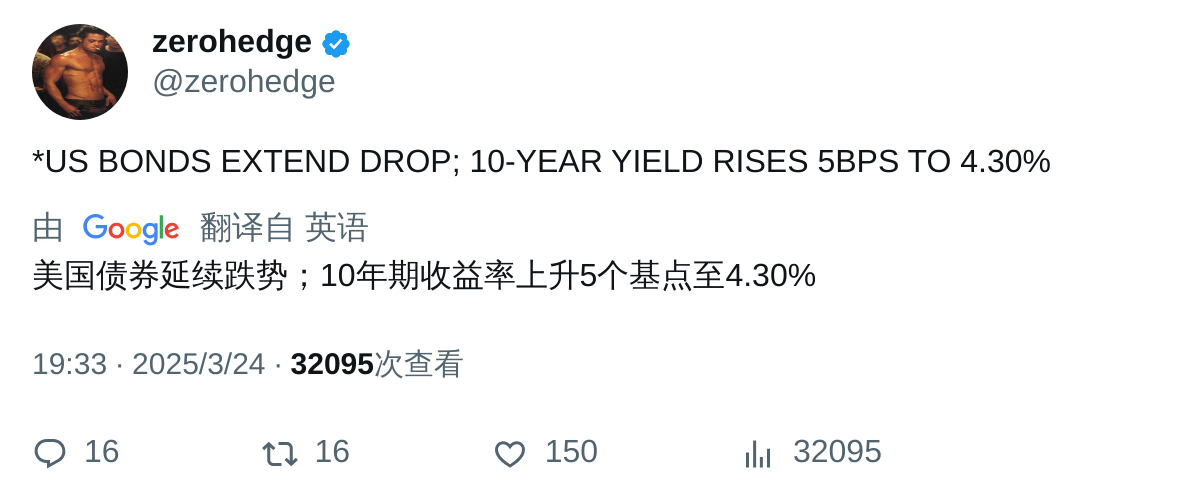 zerohedge
@zerohedge
*US BONDS EXTEND DROP; 10-YEAR YIELD RISES 5BPS TO 4.30%
由 Google 翻译自 英语
美国债券延续跌势；10年期收益率上升5个基点至4.30%
19:33 · 2025/3/24 · 32095次查看
16 16 150 32095